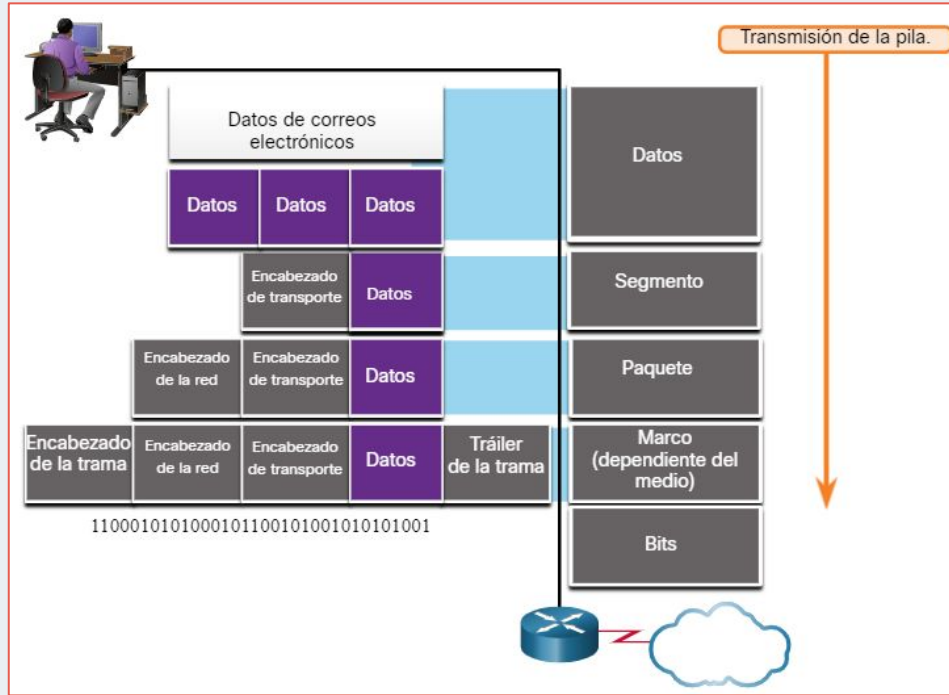 Transmisión de la pila.
Datos de correos
electrónicos
Datos
Datos Datos Datos
Encabezado
de transporte
Datos
Segmento
Encabezado
de la red
Encabezado
de transporte
Datos
Paquete
Encabezado
de la trama
Encabezado
de la red
Encabezado
de transporte
Datos
Tráiler
de la trama
Marco
(dependiente del
medio)
1100010101000101100101001010101001
Bits